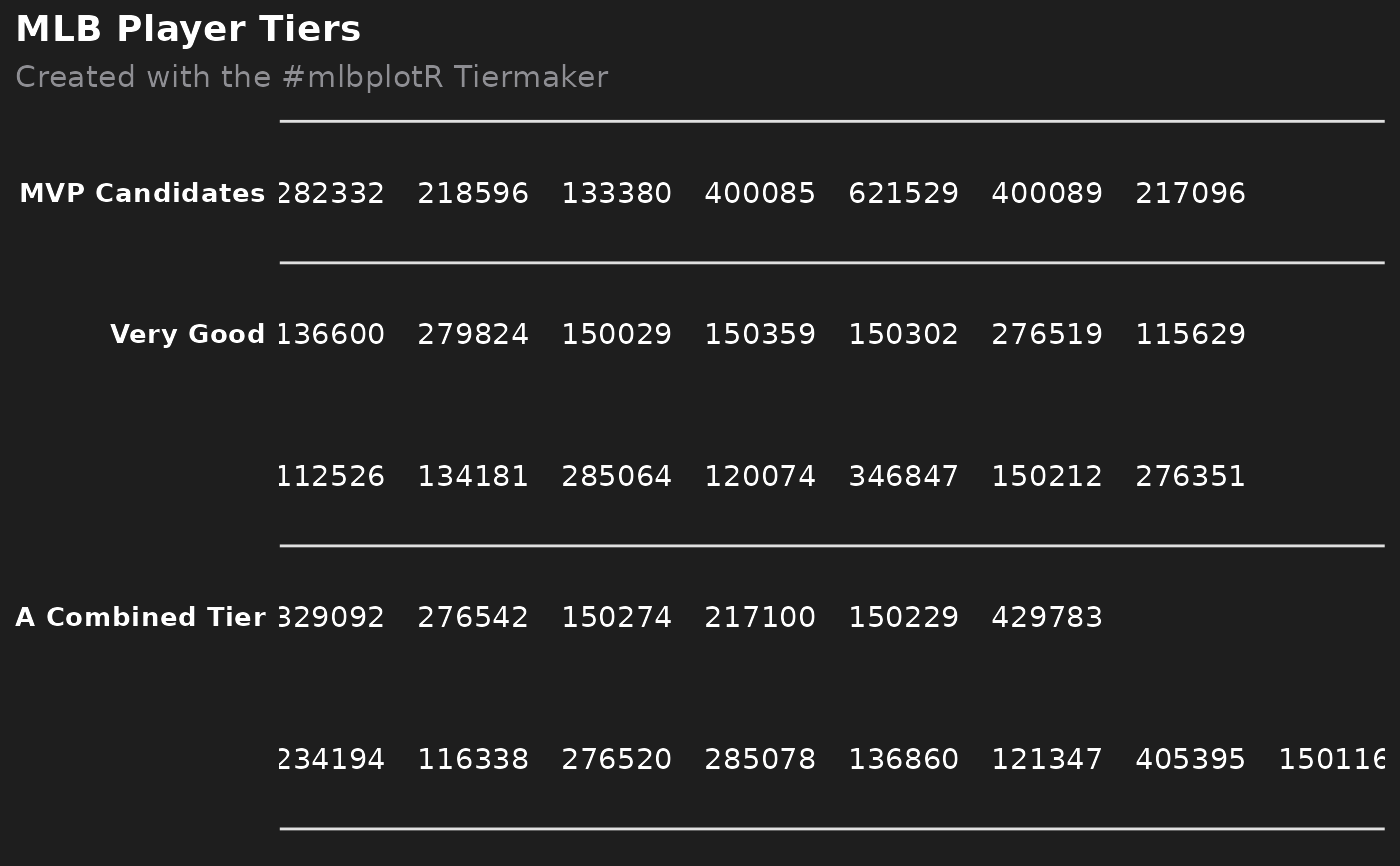 MLB Player Tiers
Created with the #mlbplotR Tiermaker
MVP Candidates 282332 218596 133380 400085 621529 400089 217096
Very Good 136600 279824 150029 150359 150302 276519 115629
112526 134181 285064 120074 346847 150212 276351
A Combined Tier 329092 276542 150274 217100 150229 429783
234194 116338 276520 285078 136860 121347 405395 150116